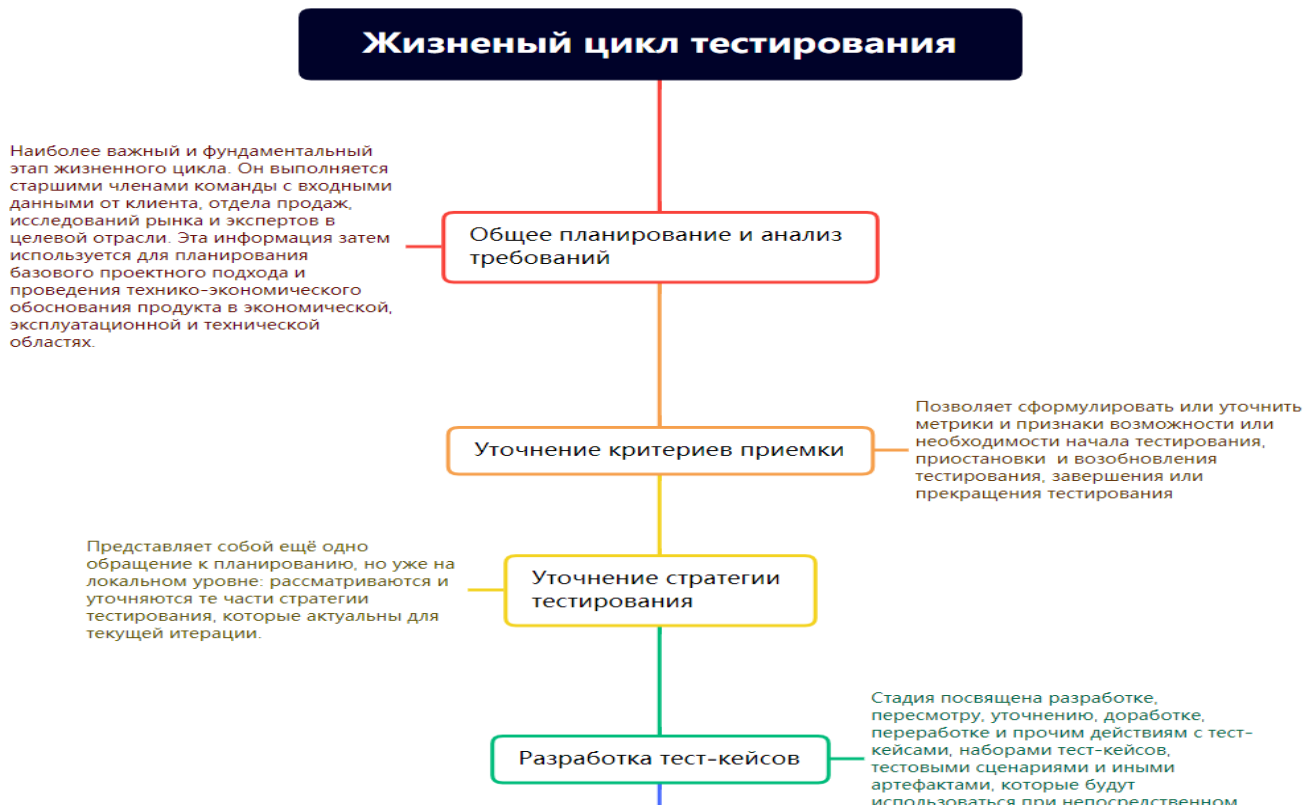 Жизненый цикл тестирования
Наиболее важный и фундаментальный
этап жизненного цикла. Он выполняется
старшими членами команды с входными
данными от клиента, отдела продаж,
исследований рынка и экспертов в
целевой отрасли. Эта информация затем
используется для планирования
базового проектного подхода и
проведения технико-экономического
обоснования продукта в экономической,
эксплуатационной и технической
областях.
Общее планирование и анализ
требований
Уточнение критериев приемки
Позволяет сформулировать или уточнить
метрики и признаки возможности или
необходимости начала тестирования,
приостановки  и возобновления
тестирования, завершения или
прекращения тестирования
Представляет собой ещё одно
обращение к планированию, но уже на
локальном уровне: рассматриваются и
уточняются те части стратегии
тестирования, которые актуальны для
текущей итерации.
Уточнение стратегии
тестирования
Разработка тест-кейсов
Стадия посвящена разработке,
пересмотру, уточнению, доработке,
переработке и прочим действиям с тест-
кейсами, наборами тест-кейсов,
тестовыми сценариями и иными
артефактами, которые будут
использоваться при непосредственном